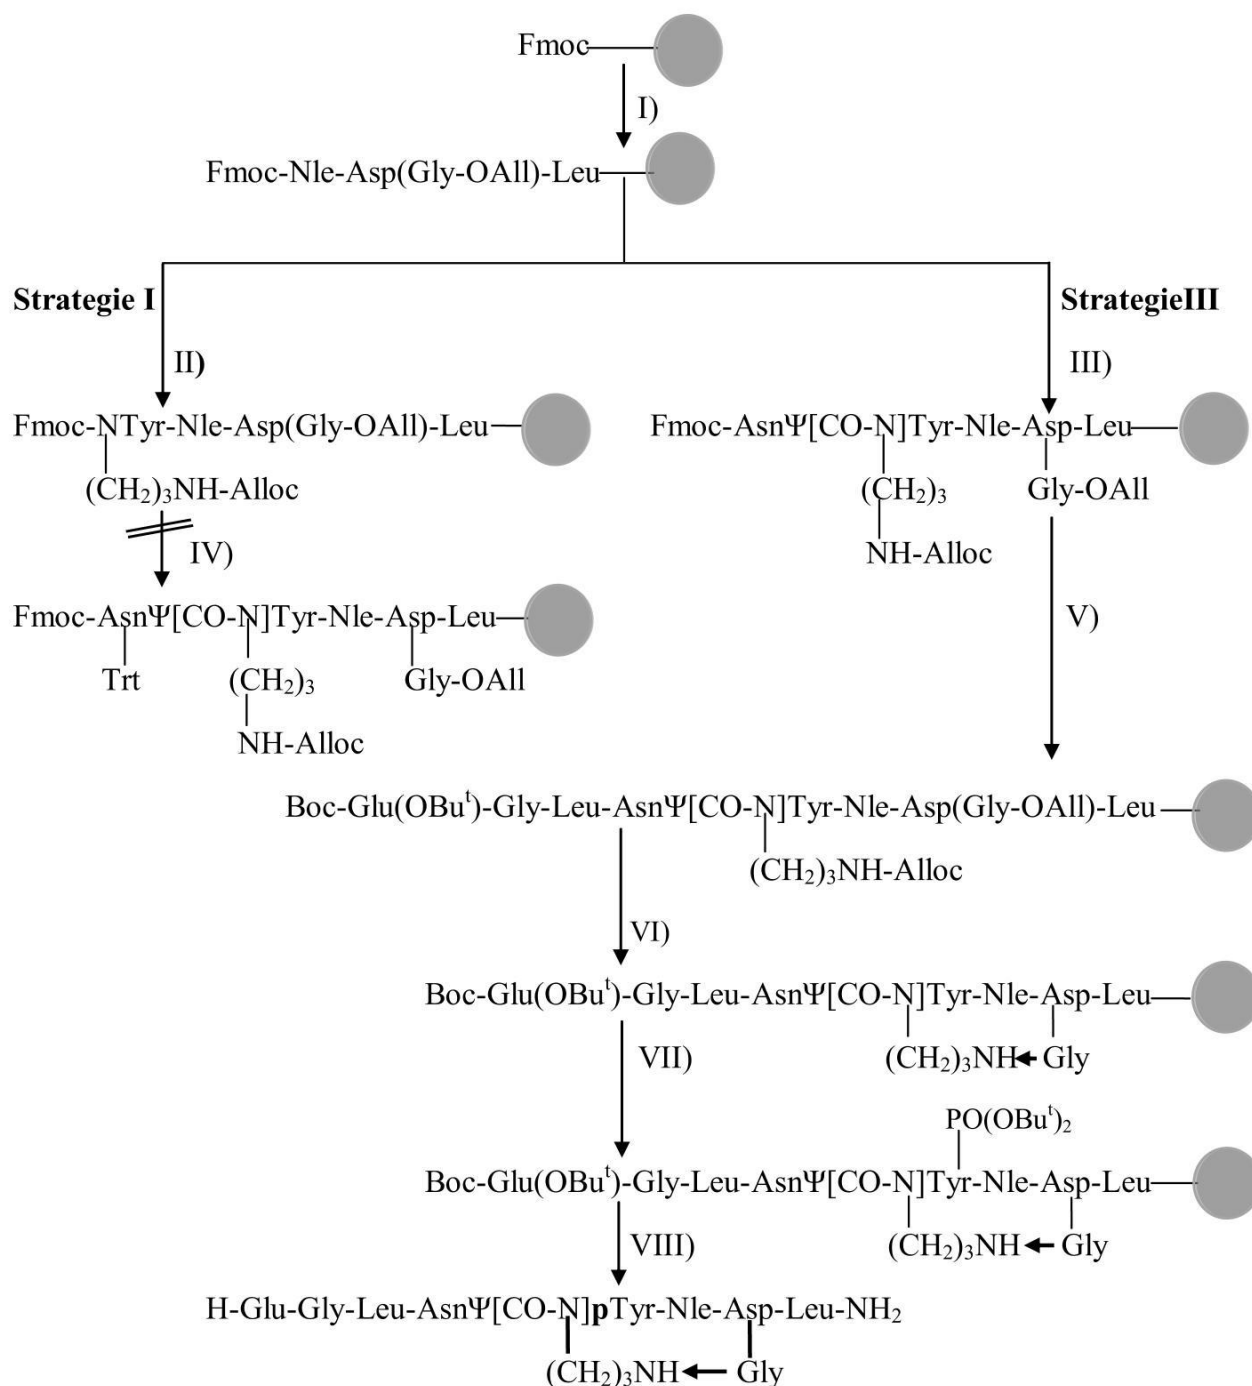 Fmoc
I)
Fmoc-Nle-Asp(Gly-OAll)-Leu
Strategie I
StrategieIII
II)
III)
Fmoc-NTyr-Nle-Asp(Gly-OAll)-Leu
(CH₂)₃NH-Alloc
IV)
Fmoc-AsnΨ[CO-N]Tyr-Nle-Asp-Leu
Trt
(CH₂)₃
Gly-OAll
NH-Alloc
Fmoc-AsnΨ[CO-N]Tyr-Nle-Asp-Leu
(CH₂)₃
Gly-OAll
NH-Alloc
V)
Boc-Glu(OBuᵗ)-Gly-Leu-AsnΨ[CO-N]Tyr-Nle-Asp(Gly-OAll)-Leu
(CH₂)₃NH-Alloc
VI)
Boc-Glu(OBuᵗ)-Gly-Leu-AsnΨ[CO-N]Tyr-Nle-Asp-Leu
(CH₂)₃NH
Gly
VII)
PO(OBuᵗ)₂
Boc-Glu(OBuᵗ)-Gly-Leu-AsnΨ[CO-N]Tyr-Nle-Asp-Leu
(CH₂)₃NH
Gly
VIII)
H-Glu-Gly-Leu-AsnΨ[CO-N]pTyr-Nle-Asp-Leu-NH₂
(CH₂)₃NH
Gly